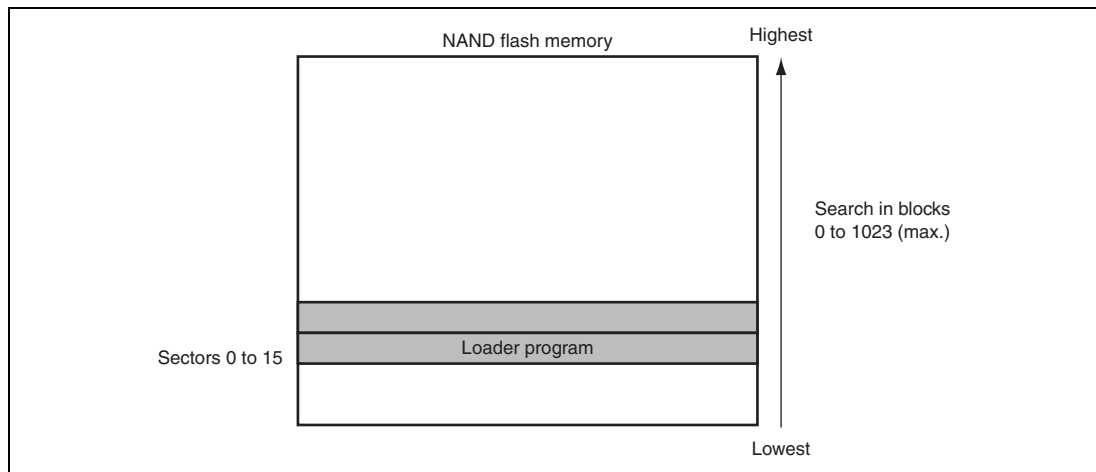 NAND flash memory
Highest
Search in blocks
0 to 1023 (max.)
Loader program
Sectors 0 to 15
Lowest